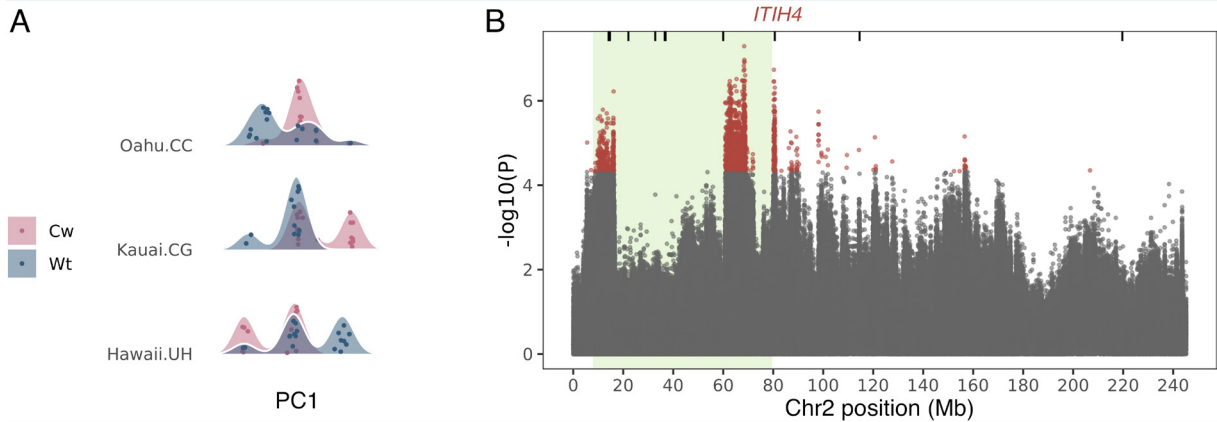 A
Oahu.CC
Kauai.CG
Hawaii.UH
Cw
Wt
PC1
B
ITIH4
-log10(P)
6
4
2
0
0 20 40 60 80 100 120 140 160 180 200 220 240
Chr2 position (Mb)